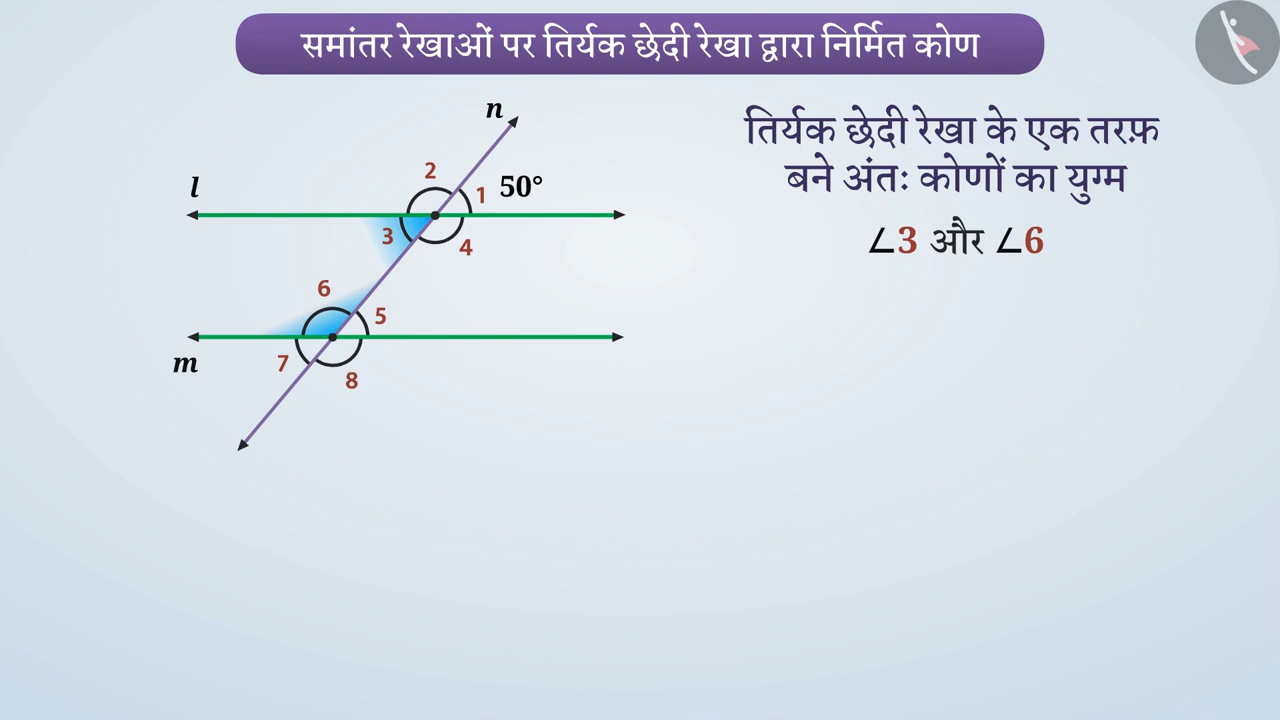 समांतर रेखाओं पर तिर्यक छेदी रेखा द्वारा निर्मित कोण
n
तिर्यक छेदी रेखा के एक तरफ़
बने अंतः कोणों का युग्म
∠3 और ∠6
l
2
1 50°
3
4
6
5
m
7
8